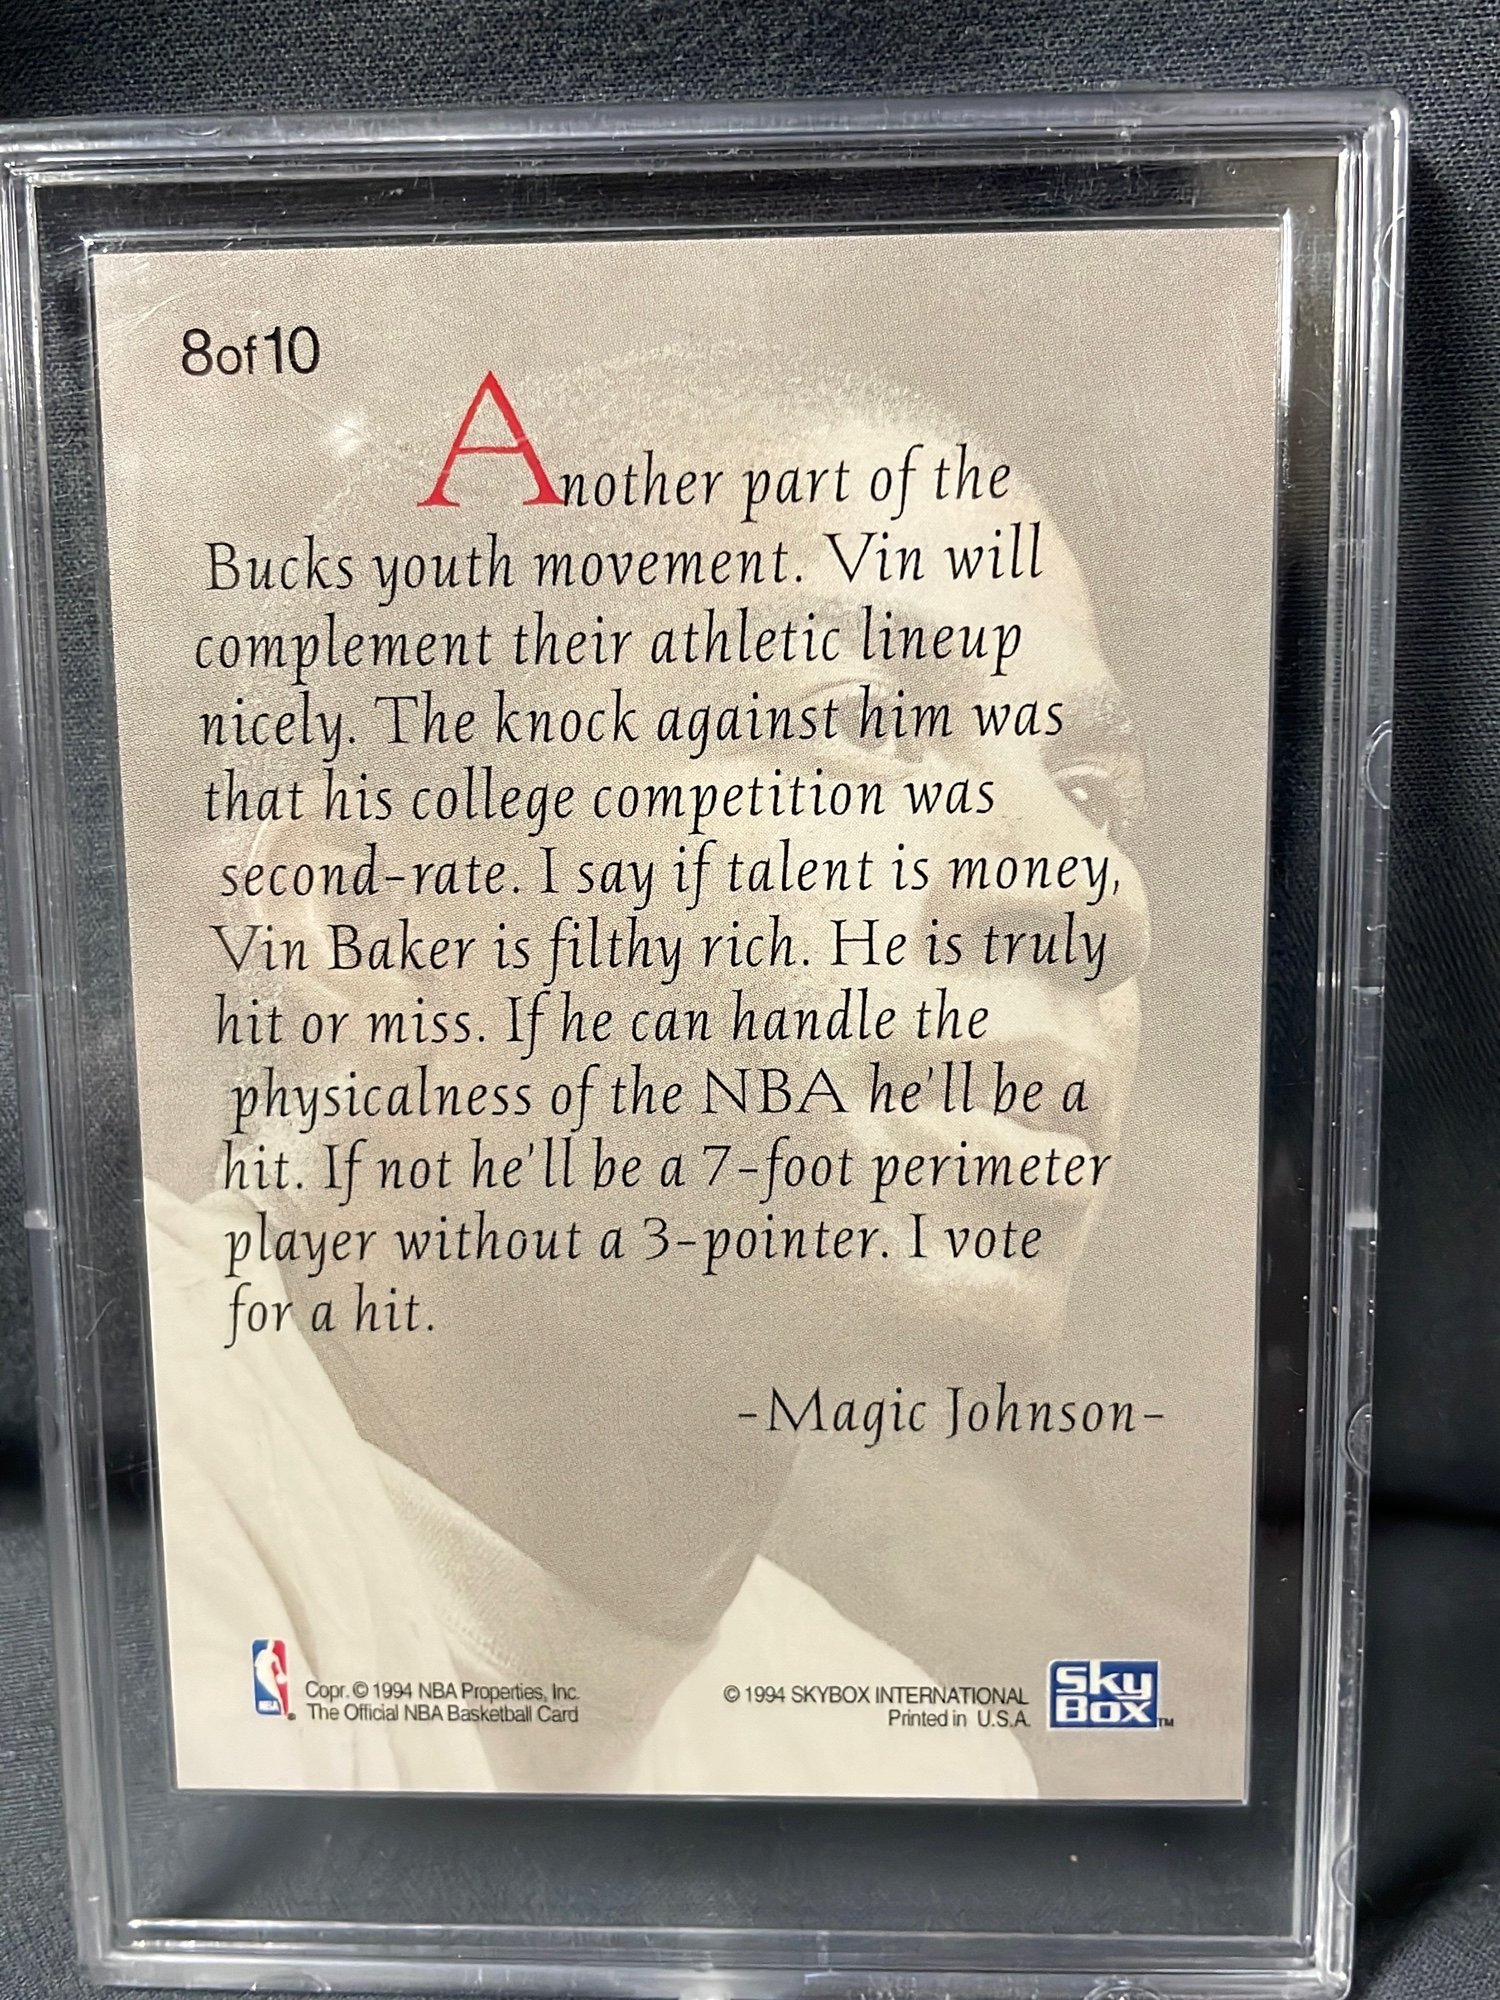 8of10
Another part of the
Bucks youth movement. Vin will
complement their athletic lineup
nicely. The knock against him was
that his college competition was
second-rate. I say if talent is money,
Vin Baker is filthy rich. He is truly
hit or miss. If he can handle the
physicalness of the NBA he'll be a
hit. If not he'll be a 7-foot perimeter
player without a 3-pointer. I vote
for a hit.
-Magic Johnson-
NBA
Copr. © 1994 NBA Properties, Inc.
The Official NBA Basketball Card
© 1994 SKYBOX INTERNATIONAL
Printed in U.S.A.
Sky
Box™